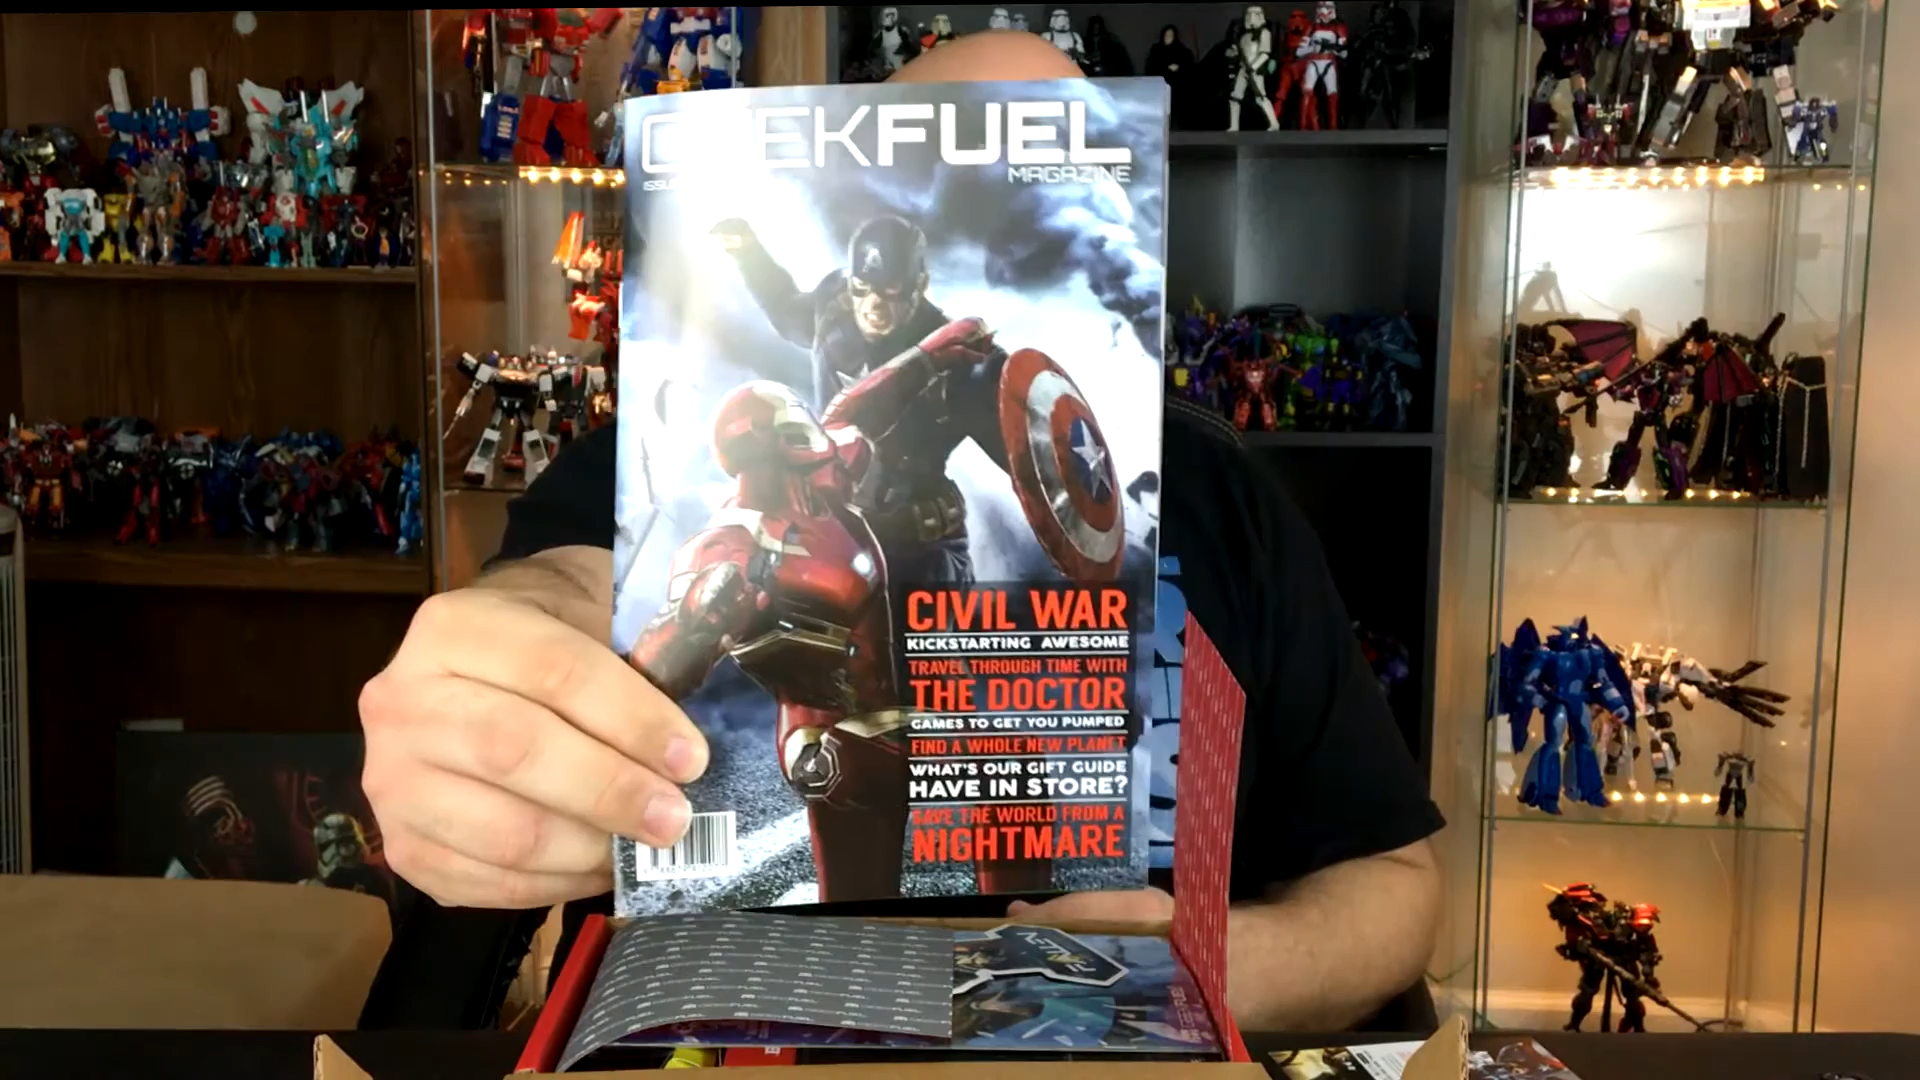 GEEKFUEL
MAGAZINE
CIVIL WAR
KICKSTARTING AWESOME
TRAVEL THROUGH TIME WITH
THE DOCTOR
GAMES TO GET YOU PUMPED
FIND A WHOLE NEW PLANET
WHAT'S OUR GIFT GUIDE
HAVE IN STORE?
SAVE THE WORLD FROM A
NIGHTMARE